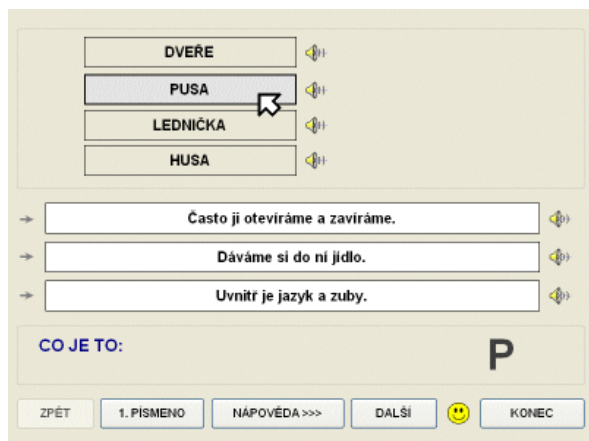 DVEŘE
PUSA
LEDNIČKA
HUSA
Často ji otevíráme a zavíráme.
Dáváme si do ní jídlo.
Uvnitř je jazyk a zuby.
CO JE TO: P
ZPĚT 1. PÍSMENO NÁPOVĚDA >>> DALŠÍ KONEC